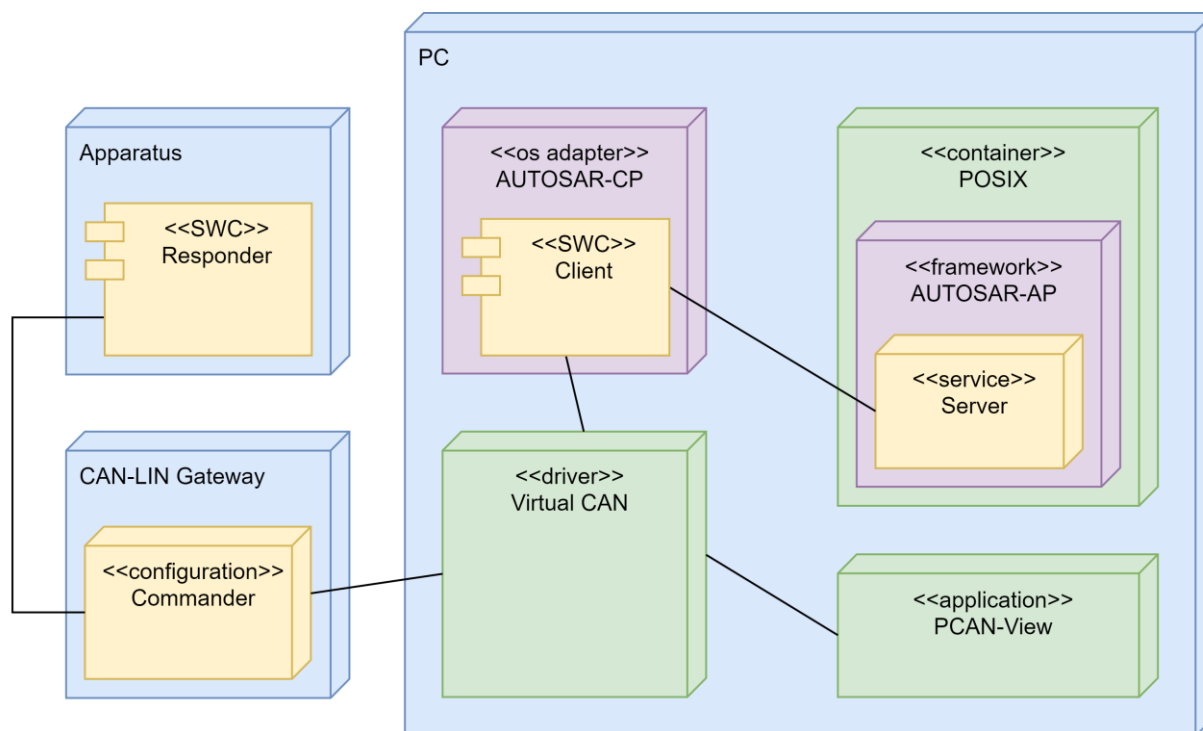 PC
Apparatus
<<SWC>>
Responder
<<os adapter>>
AUTOSAR-CP
<<SWC>>
Client
<<container>>
POSIX
<<framework>>
AUTOSAR-AP
<<service>>
Server
CAN-LIN Gateway
<<configuration>>
Commander
<<driver>>
Virtual CAN
<<application>>
PCAN-View